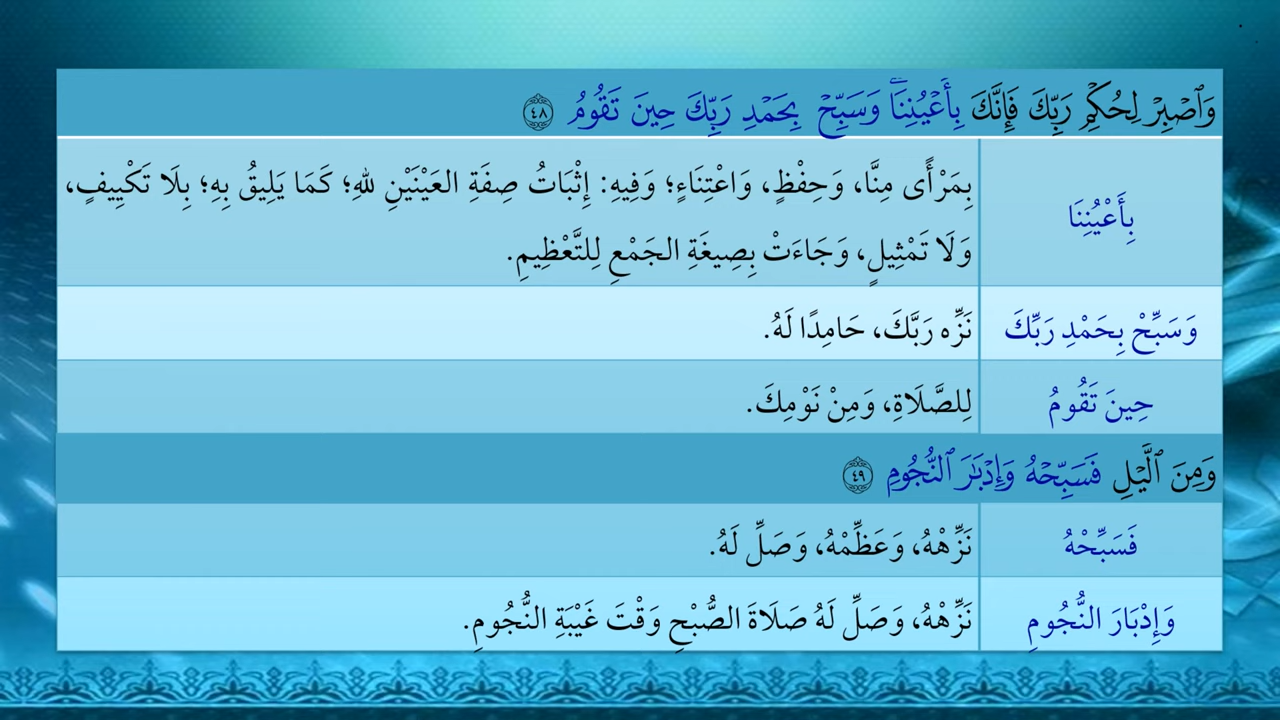 وَٱصۡبِرۡ لِحُكۡمِ رَبِّكَ فَإِنَّكَ بِأَعۡيُنِنَاۖ وَسَبِّحۡ بِحَمۡدِ رَبِّكَ حِينَ تَقُومُ ٤٨
بِأَعْيُنِنَا
بِمَرْأًى مِنَّا، وَحِفْظٍ، وَاعْتِنَاءٍ؛ وَفِيهِ: إِثْبَاتُ صِفَةِ العَيْنَيْنِ لِلهِ؛ كَمَا يَلِيقُ بِهِ؛ بِلَا تَكْيِيفٍ،
وَلَا تَمْثِيلٍ، وَجَاءَتْ بِصِيغَةِ الجَمْعِ لِلتَّعْظِيمِ.
وَسَبِّحْ بِحَمْدِ رَبِّكَ
نَزِّه رَبَّكَ، حَامِدًا لَهُ.
حِينَ تَقُومُ
لِلصَّلَاةِ، وَمِنْ نَوْمِكَ.
وَمِنَ ٱلَّيۡلِ فَسَبِّحۡهُ وَإِدۡبَٰرَ ٱلنُّجُومِ ٤٩
فَسَبِّحْهُ
نَزِّهْهُ، وَعَظِّمْهُ، وَصَلِّ لَهُ.
وَإِدْبَارَ النُّجُومِ
نَزِّهْهُ، وَصَلِّ لَهُ صَلَاةَ الصُّبْحِ وَقْتَ غَيْبَةِ النُّجُومِ.